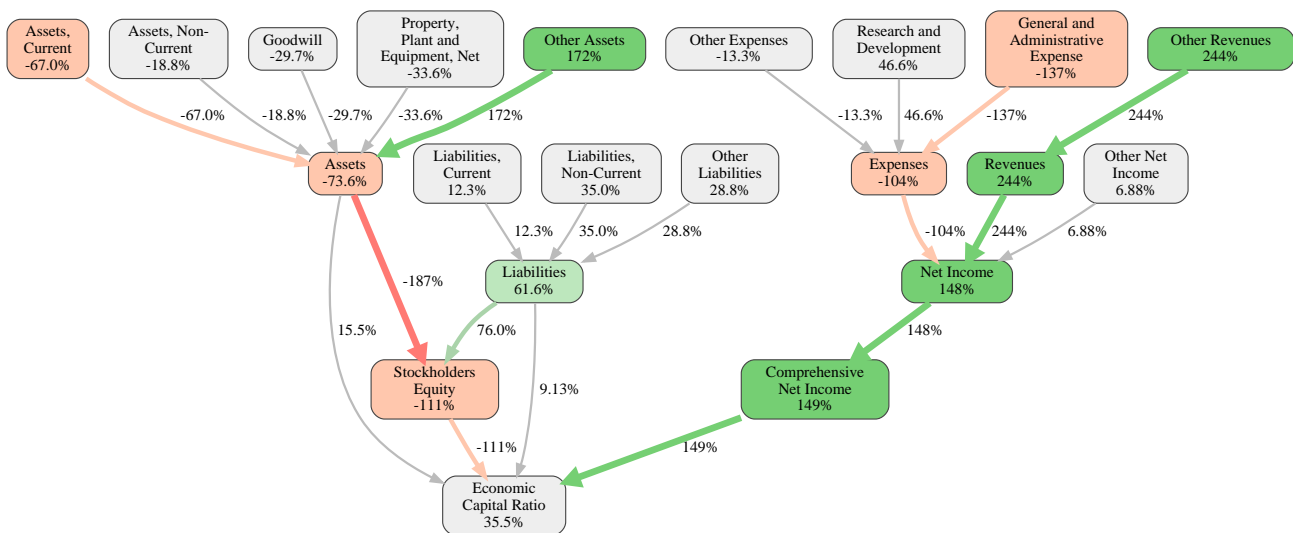 Assets,
Current
-67.0%
Assets, Non-
Current
-18.8%
Goodwill
-29.7%
Property,
Plant and
Equipment, Net
-33.6%
Other Assets
172%
Other Expenses
-13.3%
Research and
Development
46.6%
General and
Administrative
Expense
-137%
Other Revenues
244%
-67.0%
-18.8%
-29.7%
-33.6%
172%
-13.3%
46.6%
-137%
244%
Assets
-73.6%
Liabilities,
Current
12.3%
Liabilities,
Non-Current
35.0%
Other
Liabilities
28.8%
Expenses
-104%
Revenues
244%
Other Net
Income
6.88%
12.3%
35.0%
28.8%
-104%
244%
6.88%
-187%
Liabilities
61.6%
Net Income
148%
15.5%
76.0%
148%
Stockholders
Equity
-111%
9.13%
Comprehensive
Net Income
149%
-111%
149%
Economic
Capital Ratio
35.5%